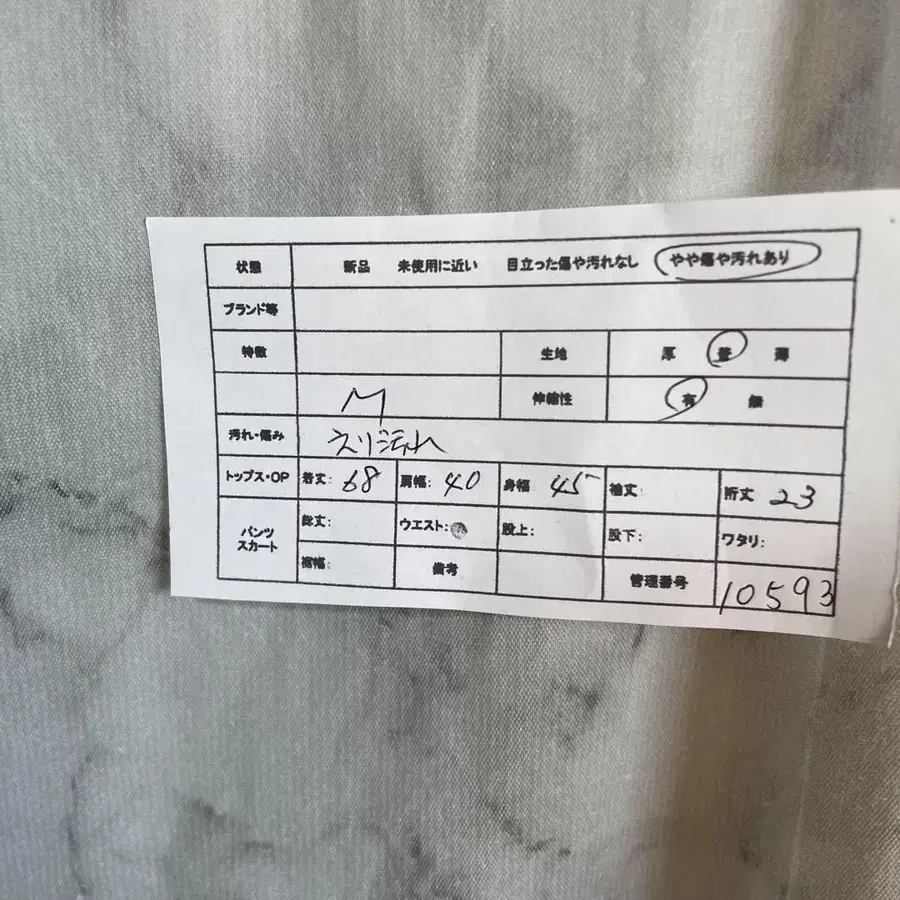 状態 新品 未使用に近い 目立った傷や汚れなし やや傷や汚れあり
ブランド等
特徴 生地 厚 普 薄
M 伸縮性 有 無
汚れ・傷み えり汚れ
トップス・OP 着丈: 68 肩幅: 40 身幅 45 袖丈: 裄丈 23
パンツ スカート 総丈: ウエスト: 股上: 股下: ワタリ:
裾幅: 備考 管理番号 10593